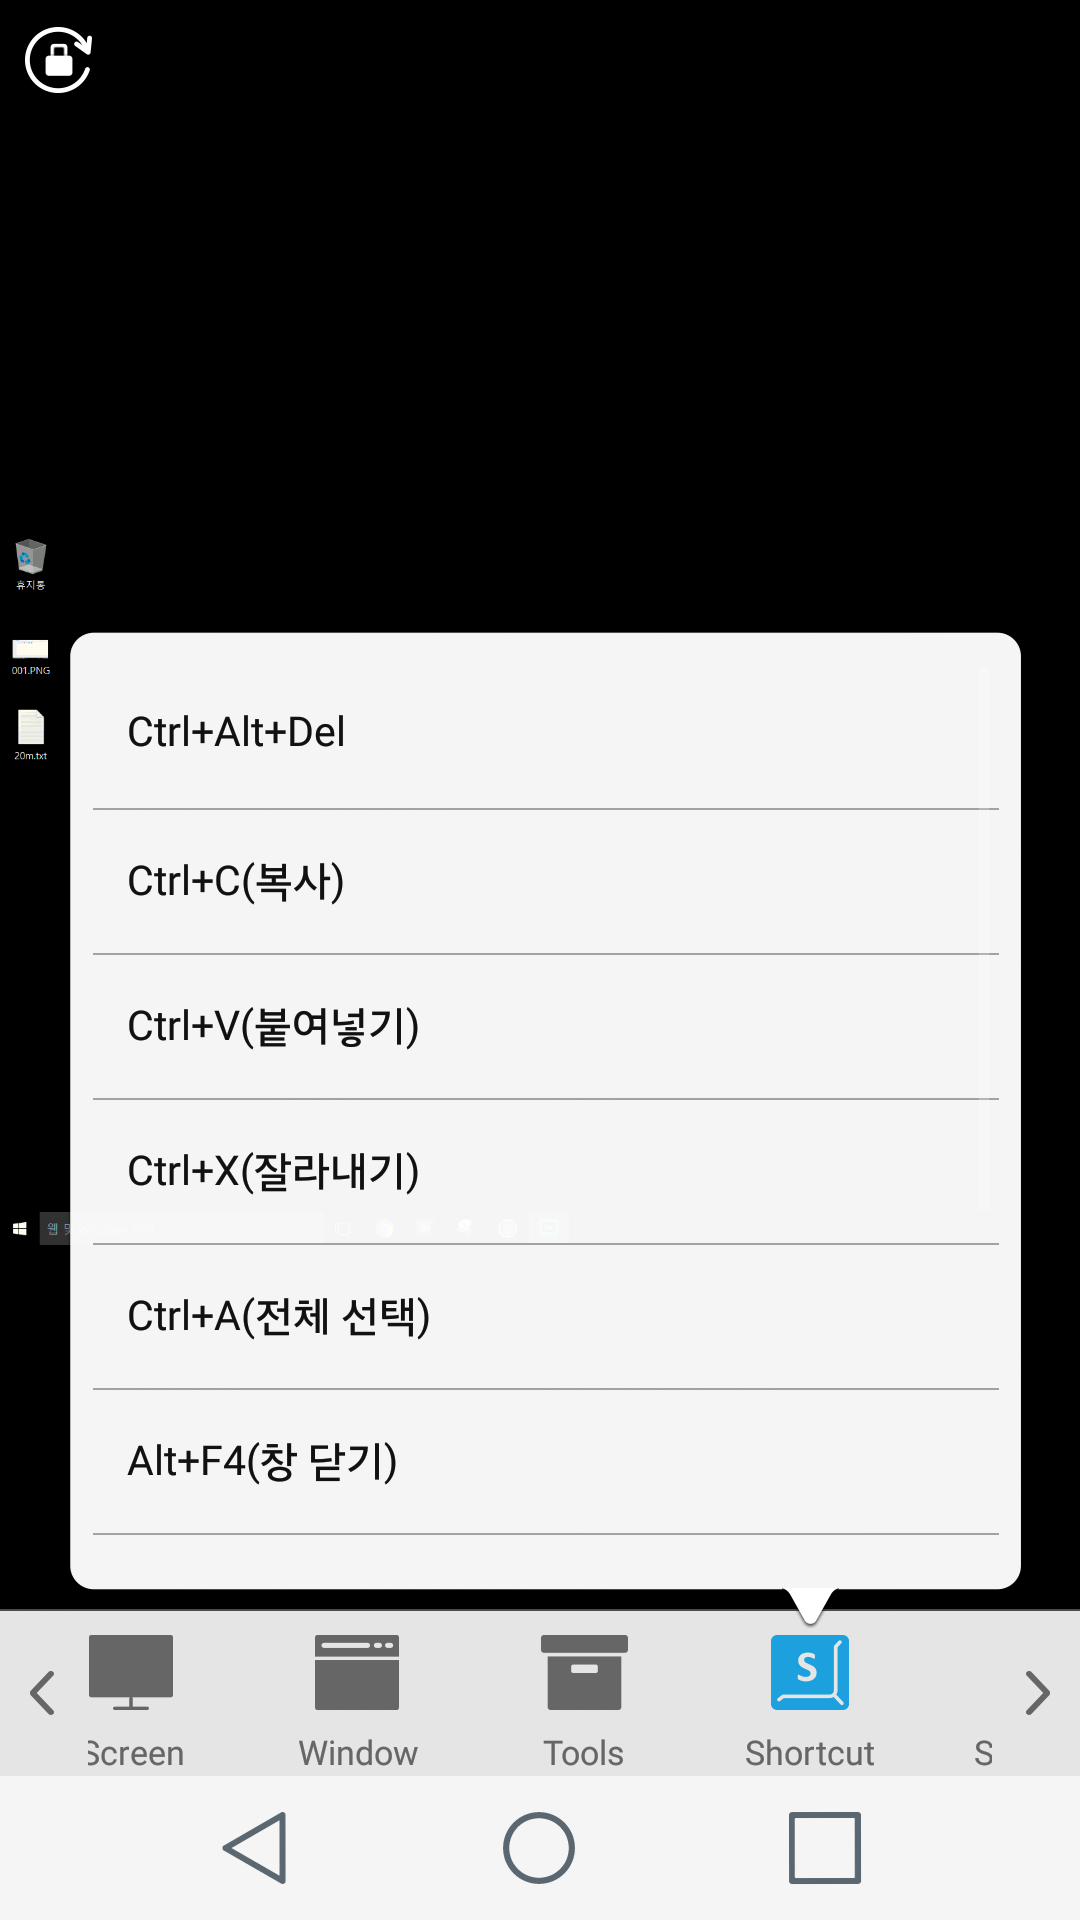 휴지통
001.PNG
20m.txt
Ctrl+Alt+Del
Ctrl+C(복사)
Ctrl+V(붙여넣기)
Ctrl+X(잘라내기)
웹
Ctrl+A(전체 선택)
Alt+F4(창 닫기)
S
Screen
Window
Tools
Shortcut
S